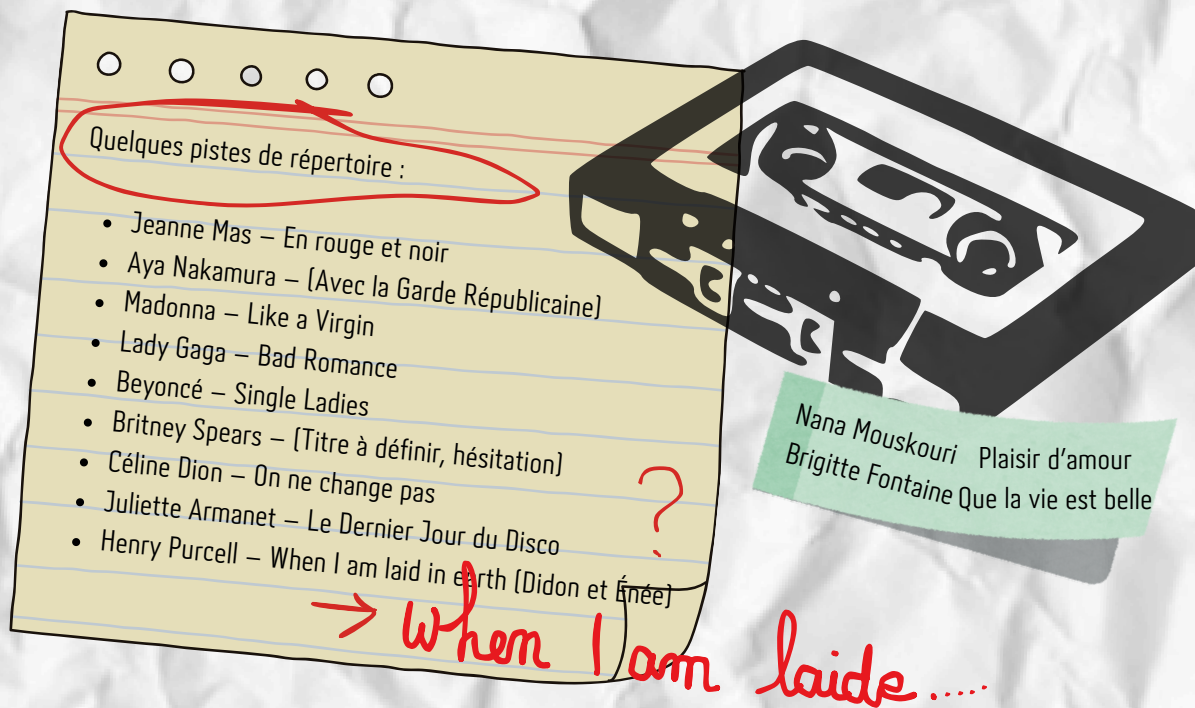 Quelques pistes de répertoire :
• Jeanne Mas – En rouge et noir
• Aya Nakamura – (Avec la Garde Républicaine)
• Madonna – Like a Virgin
• Lady Gaga – Bad Romance
• Beyoncé – Single Ladies
• Britney Spears – (Titre à définir, hésitation)
• Céline Dion – On ne change pas
• Juliette Armanet – Le Dernier Jour du Disco
• Henry Purcell – When I am laid in earth (Didon et Énée)
?
→ When I am laide......
Nana Mouskouri Plaisir d'amour
Brigitte Fontaine Que la vie est belle